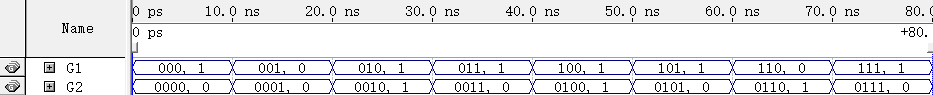 0 ps 10.0 ns 20.0 ns 30.0 ns 40.0 ns 50.0 ns 60.0 ns 70.0 ns 80.0
Name
0 ps +80.
G1 000, 1 001, 0 010, 1 011, 1 100, 1 101, 1 110, 0 111, 1
G2 0000, 0 0001, 0 0010, 1 0011, 0 0100, 1 0101, 0 0110, 1 0111, 0